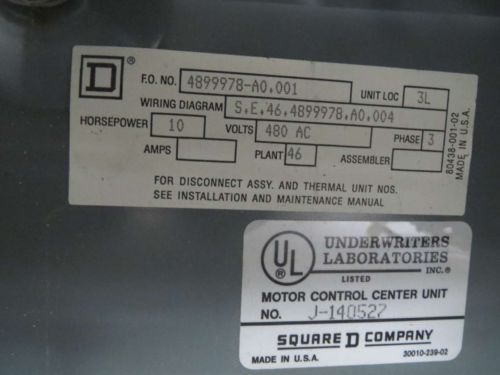 D ®
F.O. NO. 4899978-A0.001 UNIT LOC 3L
WIRING DIAGRAM S.E.46.4899978.A0.004
HORSEPOWER 10 VOLTS 480 AC PHASE 3
AMPS PLANT 46 ASSEMBLER
FOR DISCONNECT ASSY. AND THERMAL UNIT NOS.
SEE INSTALLATION AND MAINTENANCE MANUAL
80438-001-02
MADE IN U.S.A.
UL ®
UNDERWRITERS
LABORATORIES
INC.®
LISTED
MOTOR CONTROL CENTER UNIT
NO. J-140527
SQUARE D COMPANY
MADE IN U.S.A. 30010-239-02